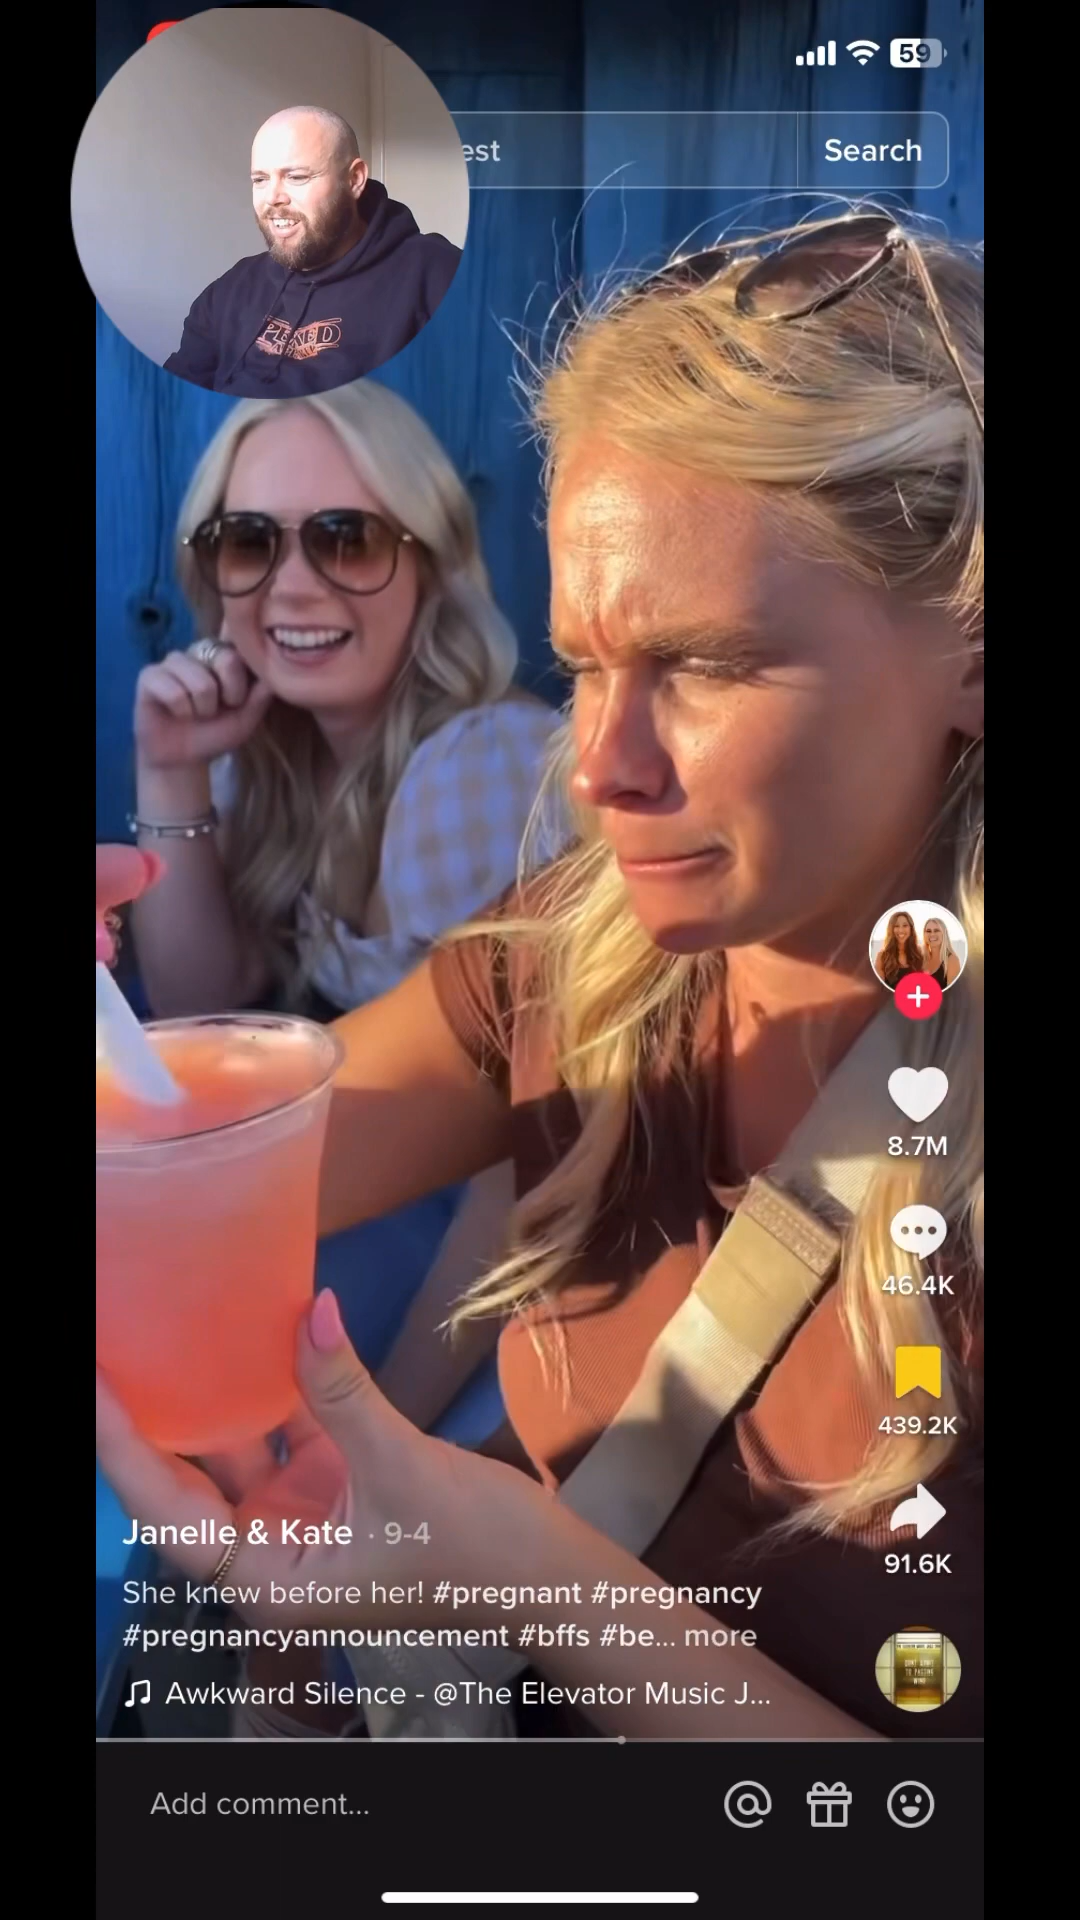 59
est
Search
8.7M
46.4K
439.2K
91.6K
Janelle & Kate · 9-4
She knew before her! #pregnant #pregnancy
#pregnancyannouncement #bffs #be... more
Awkward Silence - @The Elevator Music J...
Add comment...